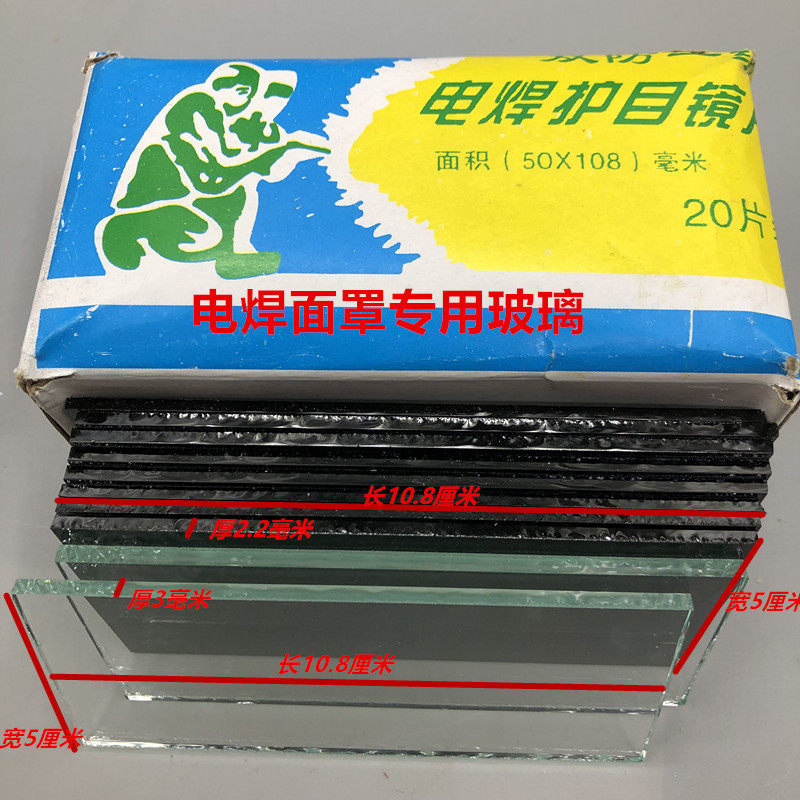 电焊护目镜片
面积（50X108）毫米
20片
电焊面罩专用玻璃
长10.8厘米
厚2.2毫米
厚3毫米
宽5厘米
长10.8厘米
宽5厘米